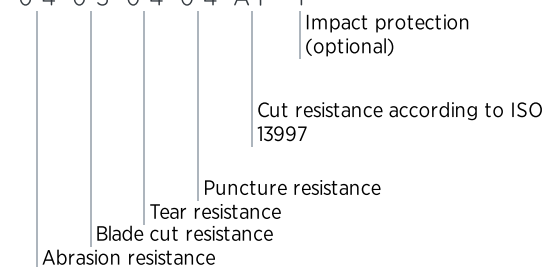 Impact protection
(optional)
Cut resistance according to ISO
13997
Puncture resistance
Tear resistance
Blade cut resistance
Abrasion resistance